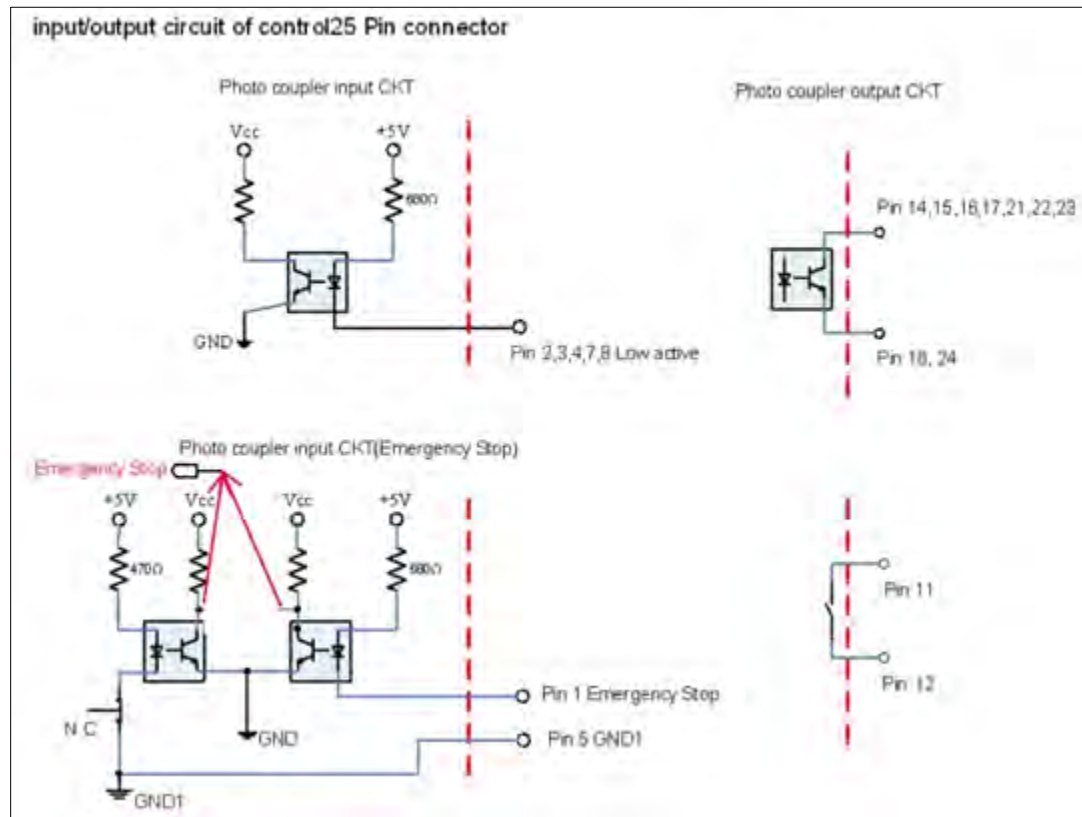 input/output circuit of control25 Pin connector
Photo coupler input CKT
Photo coupler output CKT
Vcc
+5V
680Ω
GND
Pin 2,3,4,7,8 Low active
Pin 14,15,16,17,21,22,23
Pin 18, 24
Photo coupler input CKT(Emergency Stop)
Emergency Stop
+5V
Vcc
Vcc
+5V
470Ω
680Ω
N C
GND
GND1
Pin 1 Emergency Stop
Pin 5 GND1
Pin 11
Pin 12